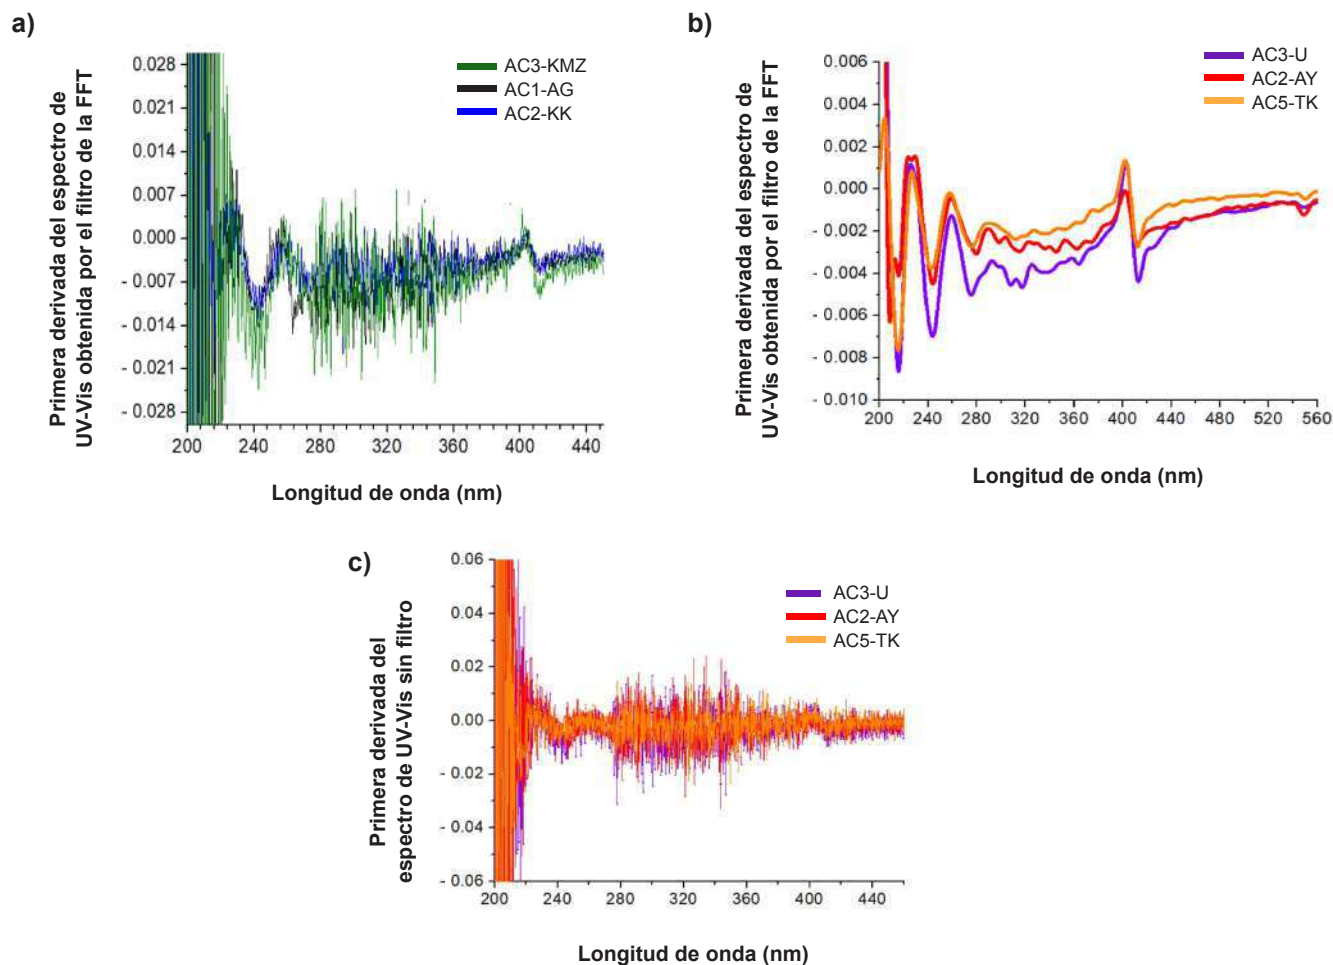 a)
Primera derivada del espectro de
UV-Vis obtenida por el filtro de la FFT
0.028
0.021
0.014
0.007
0.000
- 0.007
- 0.014
- 0.021
- 0.028
AC3-KMZ
AC1-AG
AC2-KK
200 240 280 320 360 400 440
Longitud de onda (nm)
b)
Primera derivada del espectro de
UV-Vis obtenida por el filtro de la FFT
0.006
0.004
0.002
0.000
- 0.002
- 0.004
- 0.006
- 0.008
- 0.010
AC3-U
AC2-AY
AC5-TK
200 240 280 320 360 400 440 480 520 560
Longitud de onda (nm)
c)
Primera derivada del
espectro de UV-Vis sin filtro
0.06
0.04
0.02
0.00
- 0.02
- 0.04
- 0.06
AC3-U
AC2-AY
AC5-TK
200 240 280 320 360 400 440
Longitud de onda (nm)